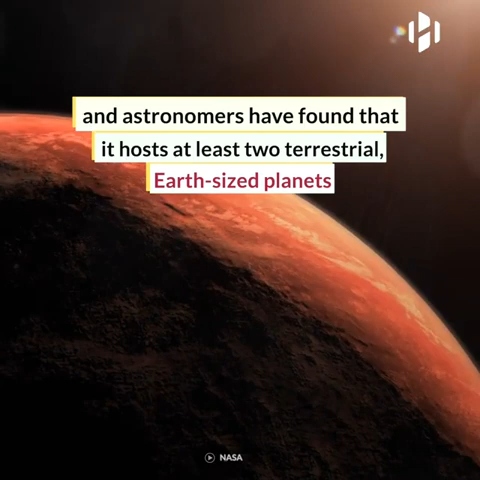 and astronomers have found that
it hosts at least two terrestrial,
Earth-sized planets
NASA